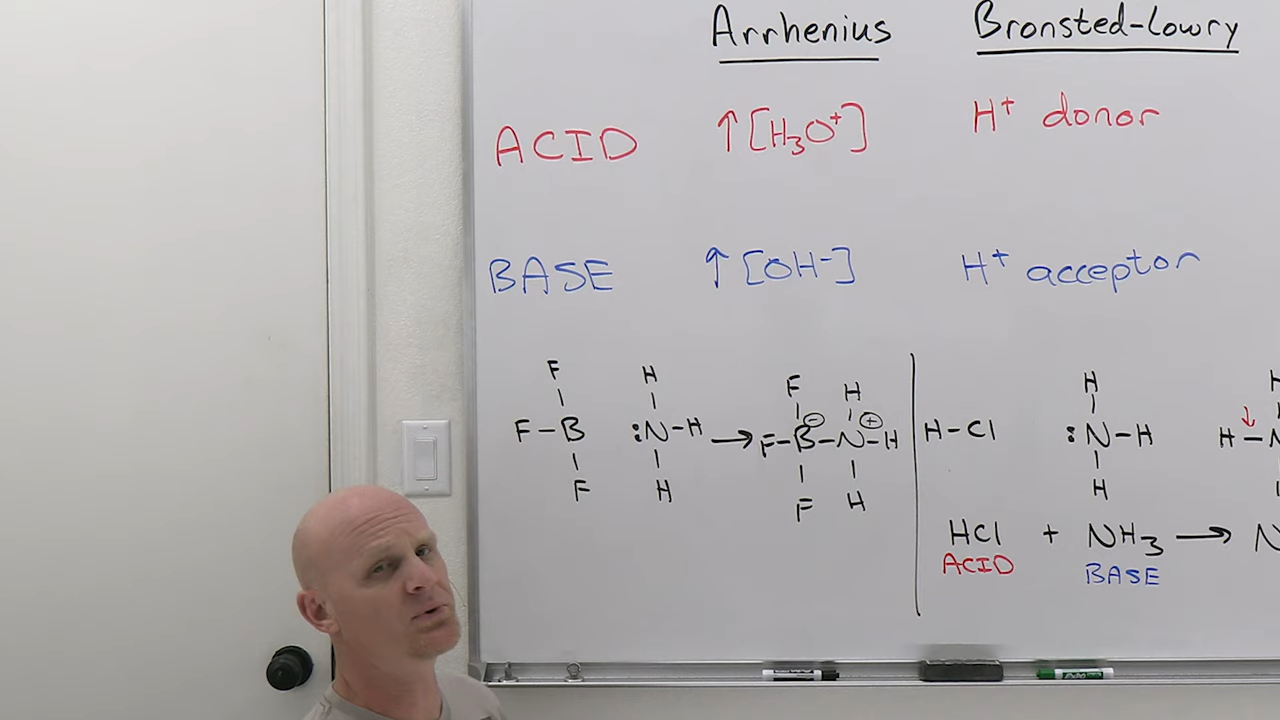 Arrhenius Bronsted-Lowry
ACID ↑[H₃O⁺] H⁺ donor
BASE ↑[OH⁻] H⁺ acceptor
F H F H H H
F-B :N-H → F-B⊖-N⊕-H H-Cl :N-H H-N
F H F H H
HCl + NH₃ → N
ACID BASE